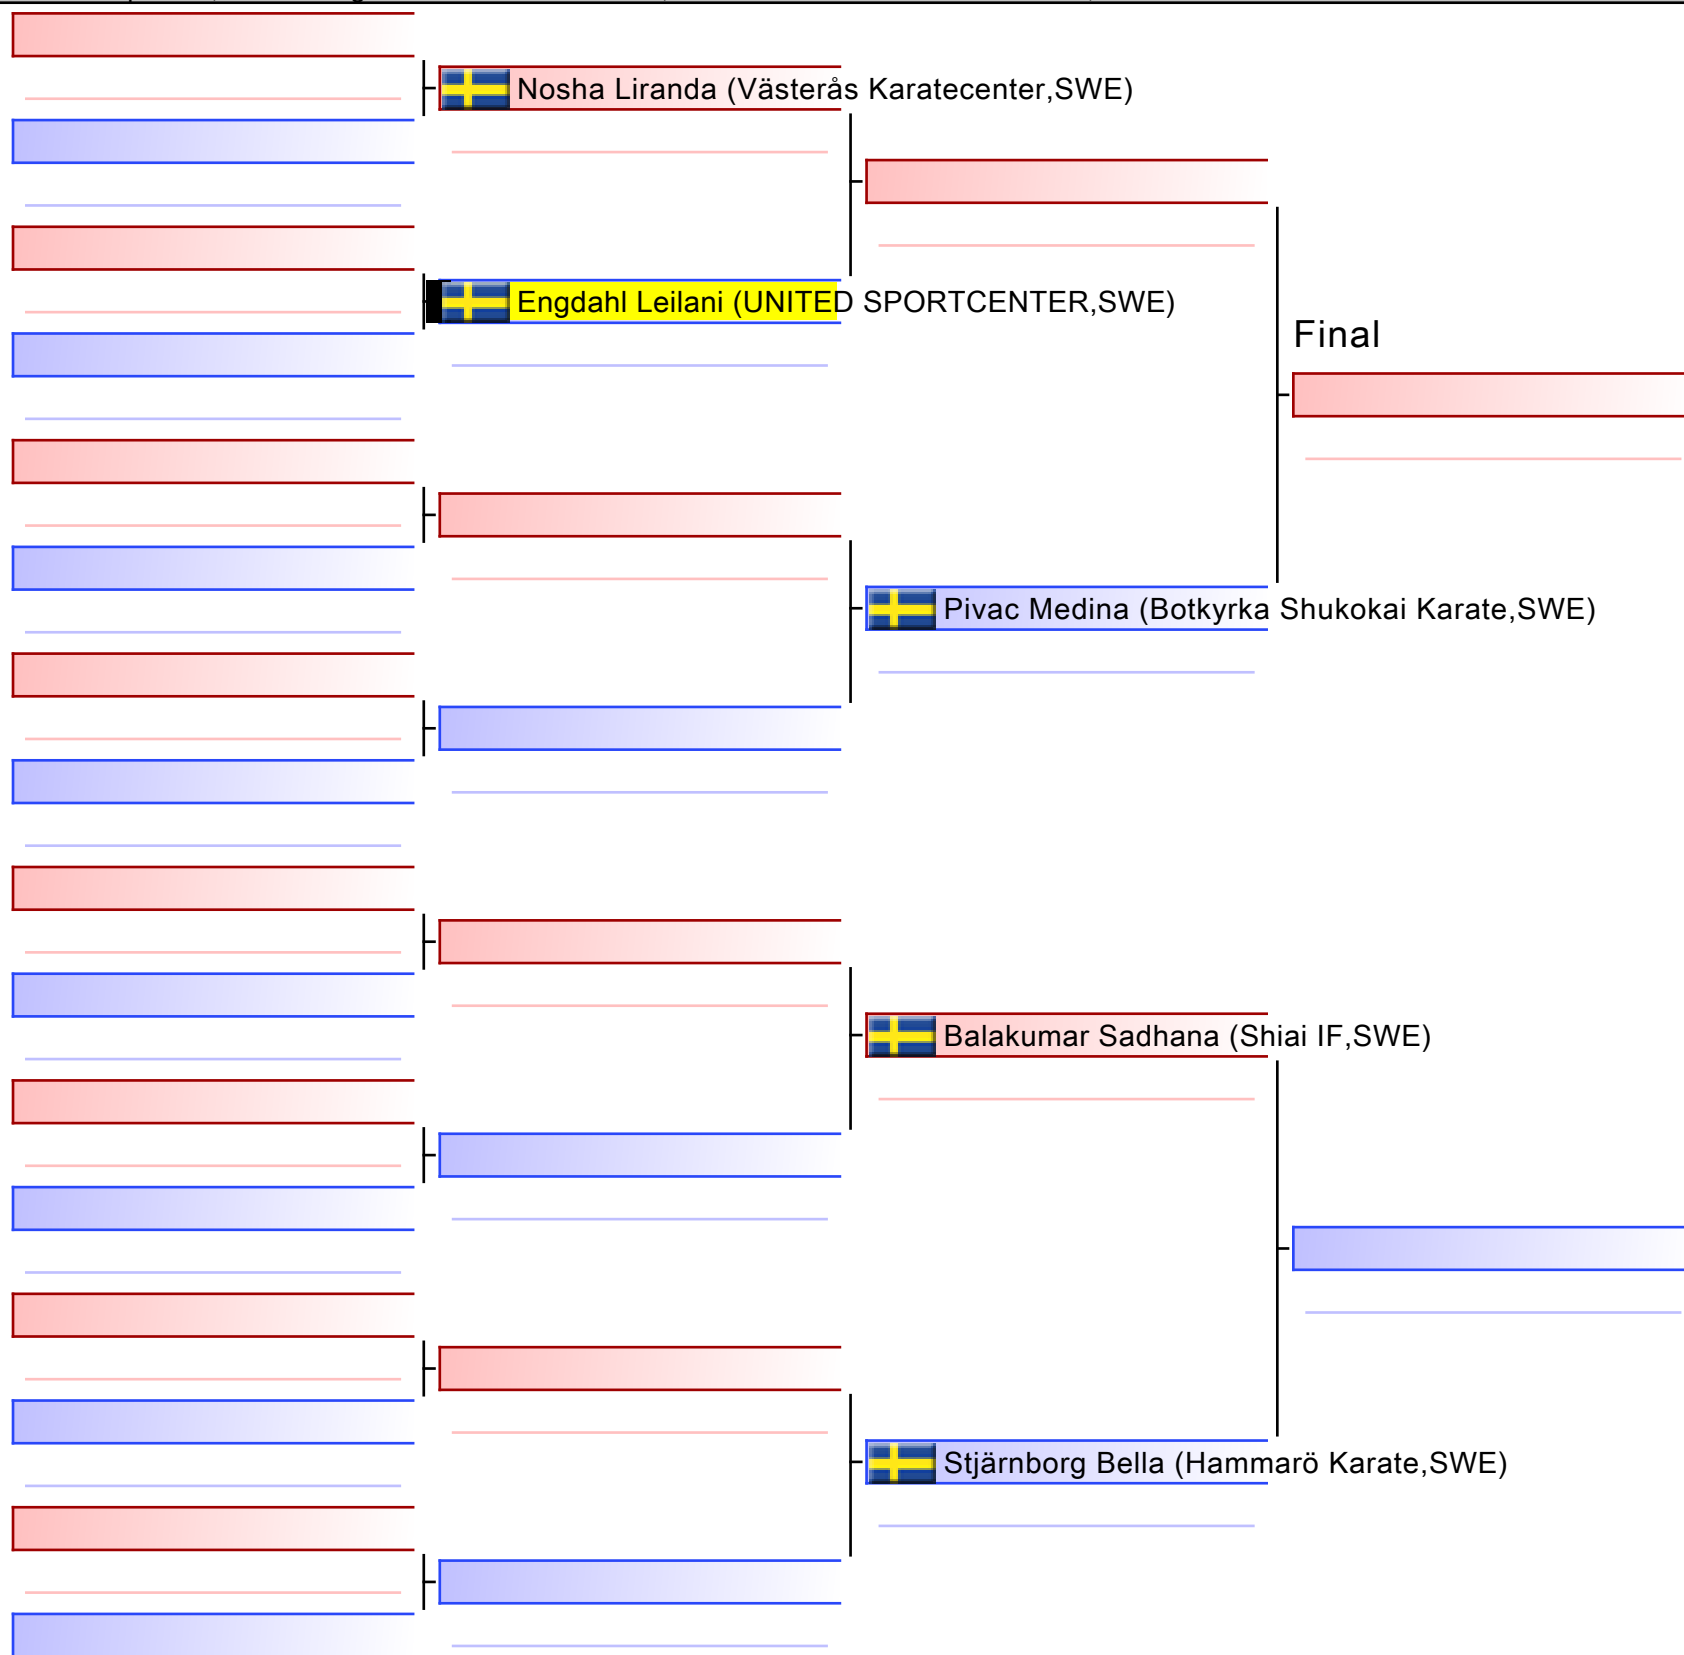 Nosha Liranda (Västerås Karatecenter,SWE)
Engdahl Leilani (UNITED SPORTCENTER,SWE)
Final
Pivac Medina (Botkyrka Shukokai Karate,SWE)
Balakumar Sadhana (Shiai IF,SWE)
Stjärnborg Bella (Hammarö Karate,SWE)